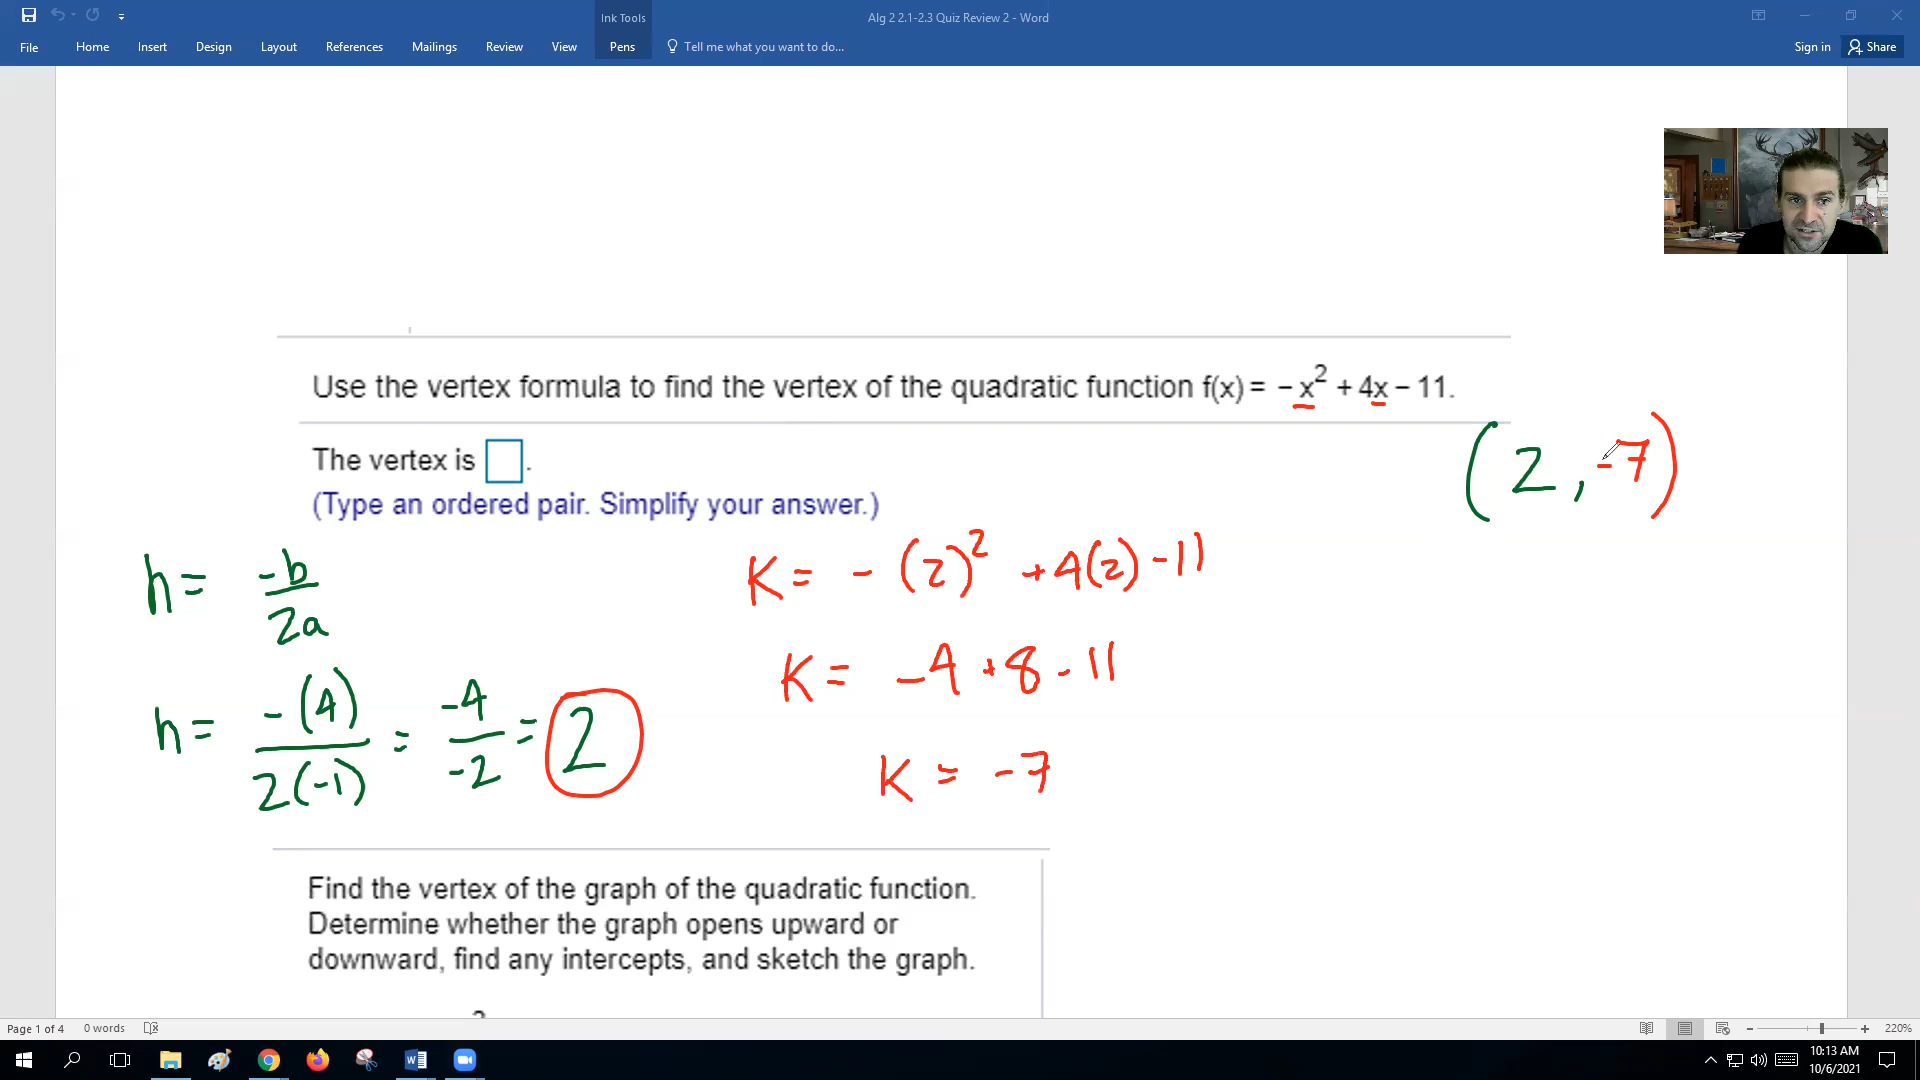 Ink Tools
Alg 2 2.1-2.3 Quiz Review 2 - Word
File Home Insert Design Layout References Mailings Review View Pens Tell me what you want to do... Sign in Share
Use the vertex formula to find the vertex of the quadratic function f(x) = − x² + 4x − 11.
The vertex is □.
(Type an ordered pair. Simplify your answer.)
(2, -7)
h = -b/2a
K = -(2)² + 4(2) - 11
K = -4 + 8 - 11
h = -(4)/2(-1) = -4/-2 = 2
K = -7
Find the vertex of the graph of the quadratic function.
Determine whether the graph opens upward or
downward, find any intercepts, and sketch the graph.
2
Page 1 of 4 0 words 220%
10:13 AM
10/6/2021